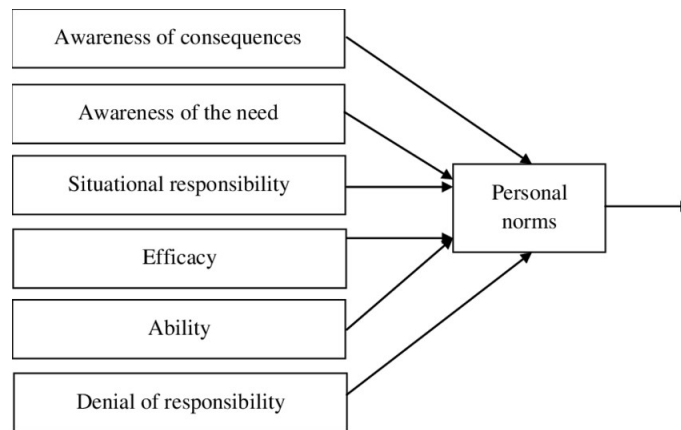 Awareness of consequences
Awareness of the need
Situational responsibility
Efficacy
Ability
Denial of responsibility
Personal
norms